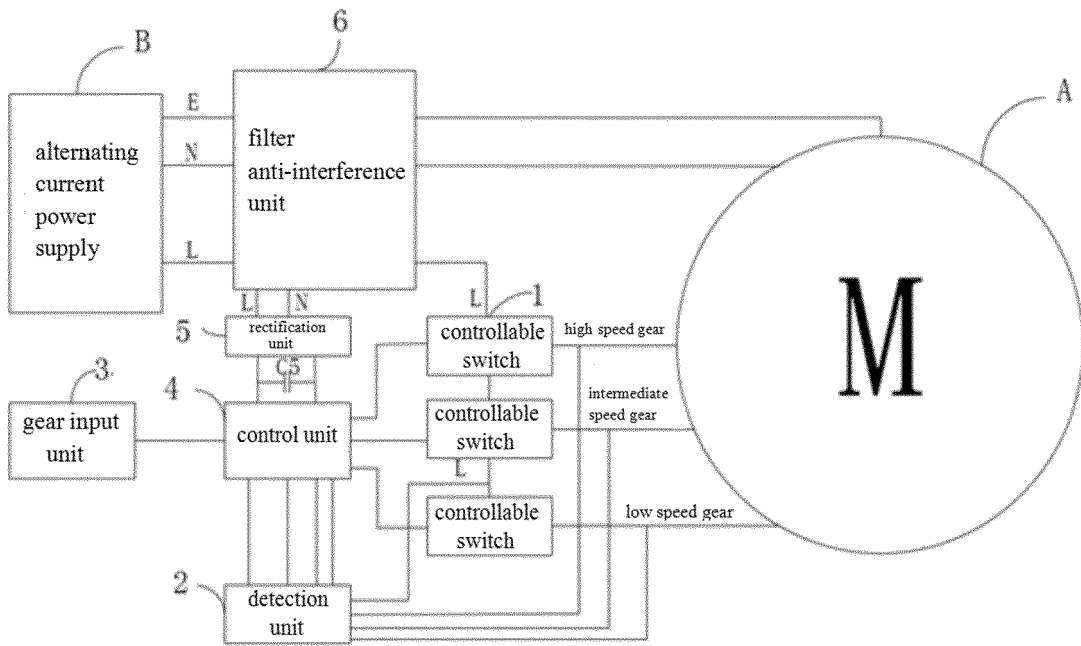 B
6
A
alternating
current
power
supply
E
N
L
filter
anti-interference
unit
L
N
L
1
5
rectification
unit
C5
controllable
switch
high speed gear
M
3
gear input
unit
4
control unit
controllable
switch
intermediate
speed gear
L
controllable
switch
low speed gear
2
detection
unit